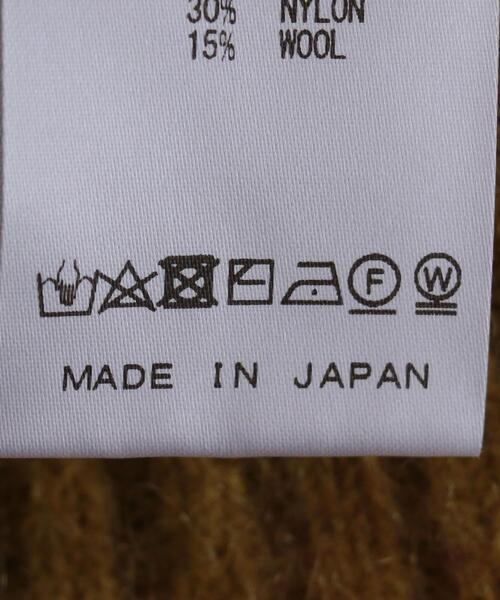 30% NYLON
15% WOOL
F W
MADE IN JAPAN